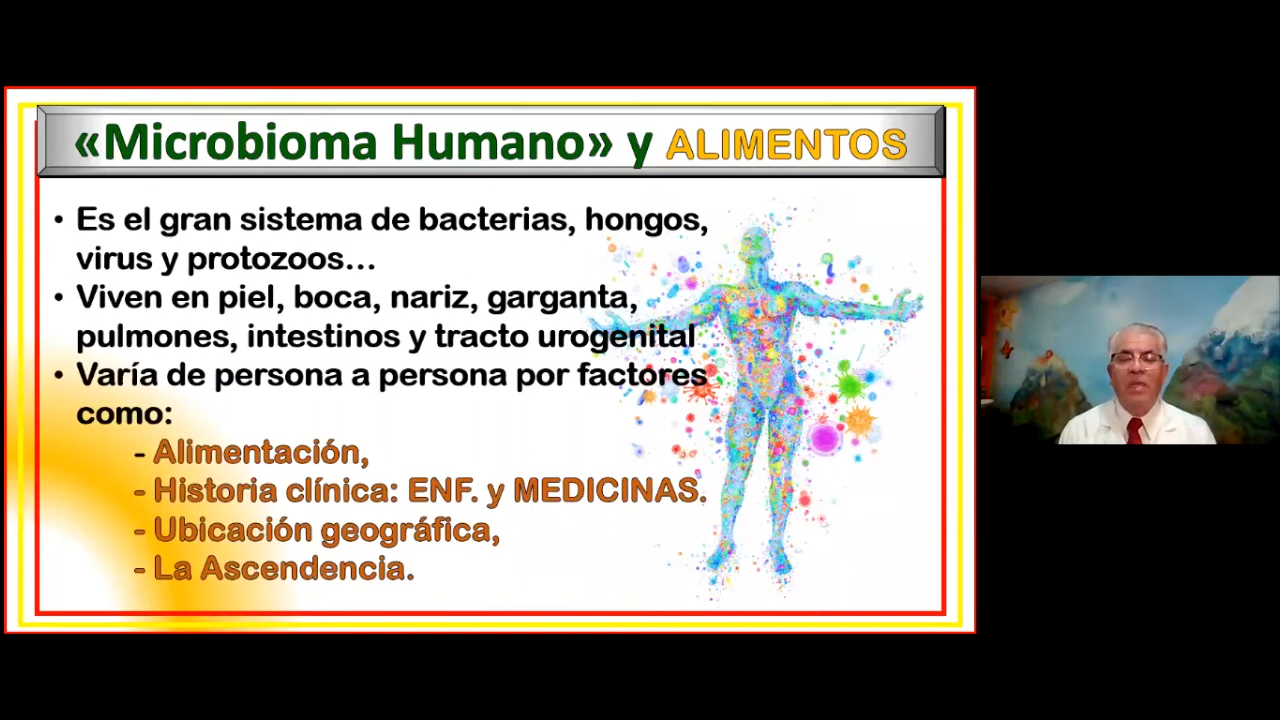 «Microbioma Humano» y ALIMENTOS
• Es el gran sistema de bacterias, hongos,
virus y protozoos...
• Viven en piel, boca, nariz, garganta,
pulmones, intestinos y tracto urogenital
• Varía de persona a persona por factores
como:
- Alimentación,
- Historia clínica: ENF. y MEDICINAS.
- Ubicación geográfica,
- La Ascendencia.